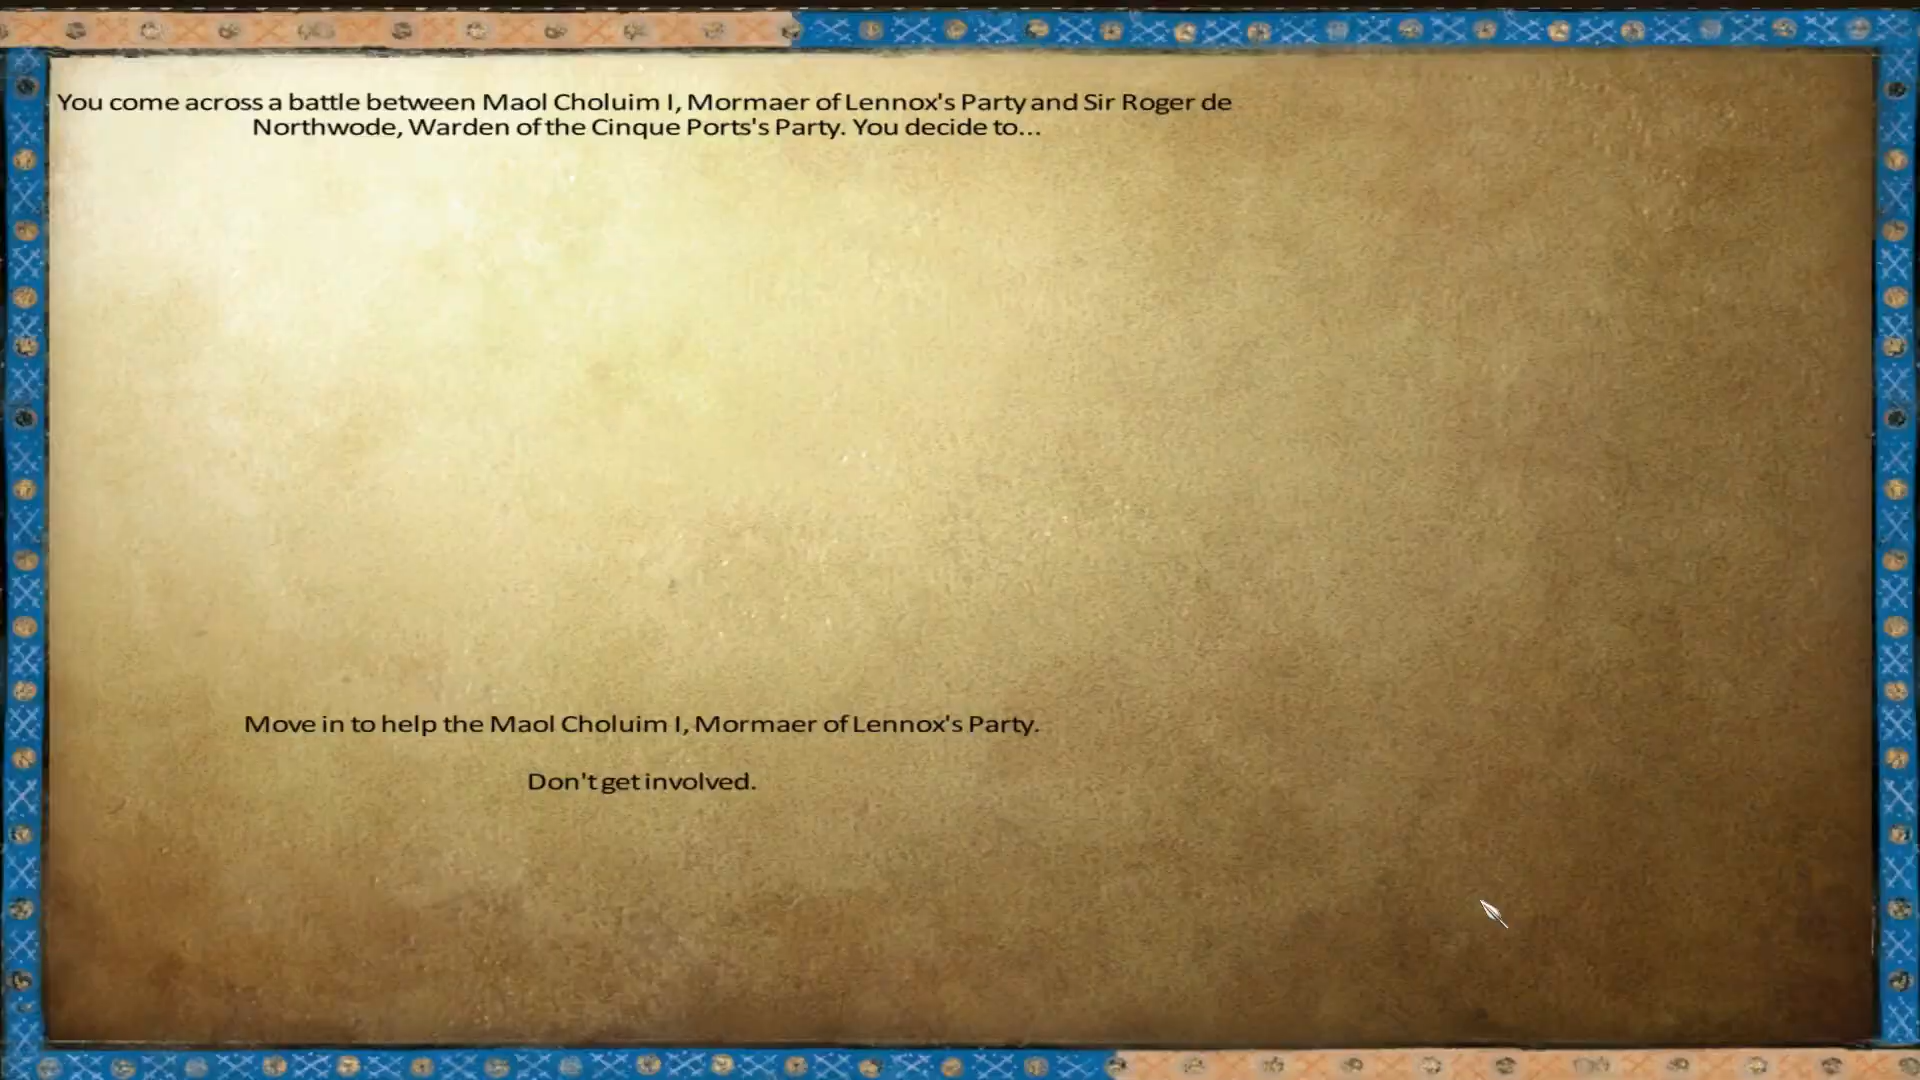 You come across a battle between Maol Choluim I, Mormaer of Lennox's Party and Sir Roger de
Northwode, Warden of the Cinque Ports's Party. You decide to...
Move in to help the Maol Choluim I, Mormaer of Lennox's Party.
Don't get involved.